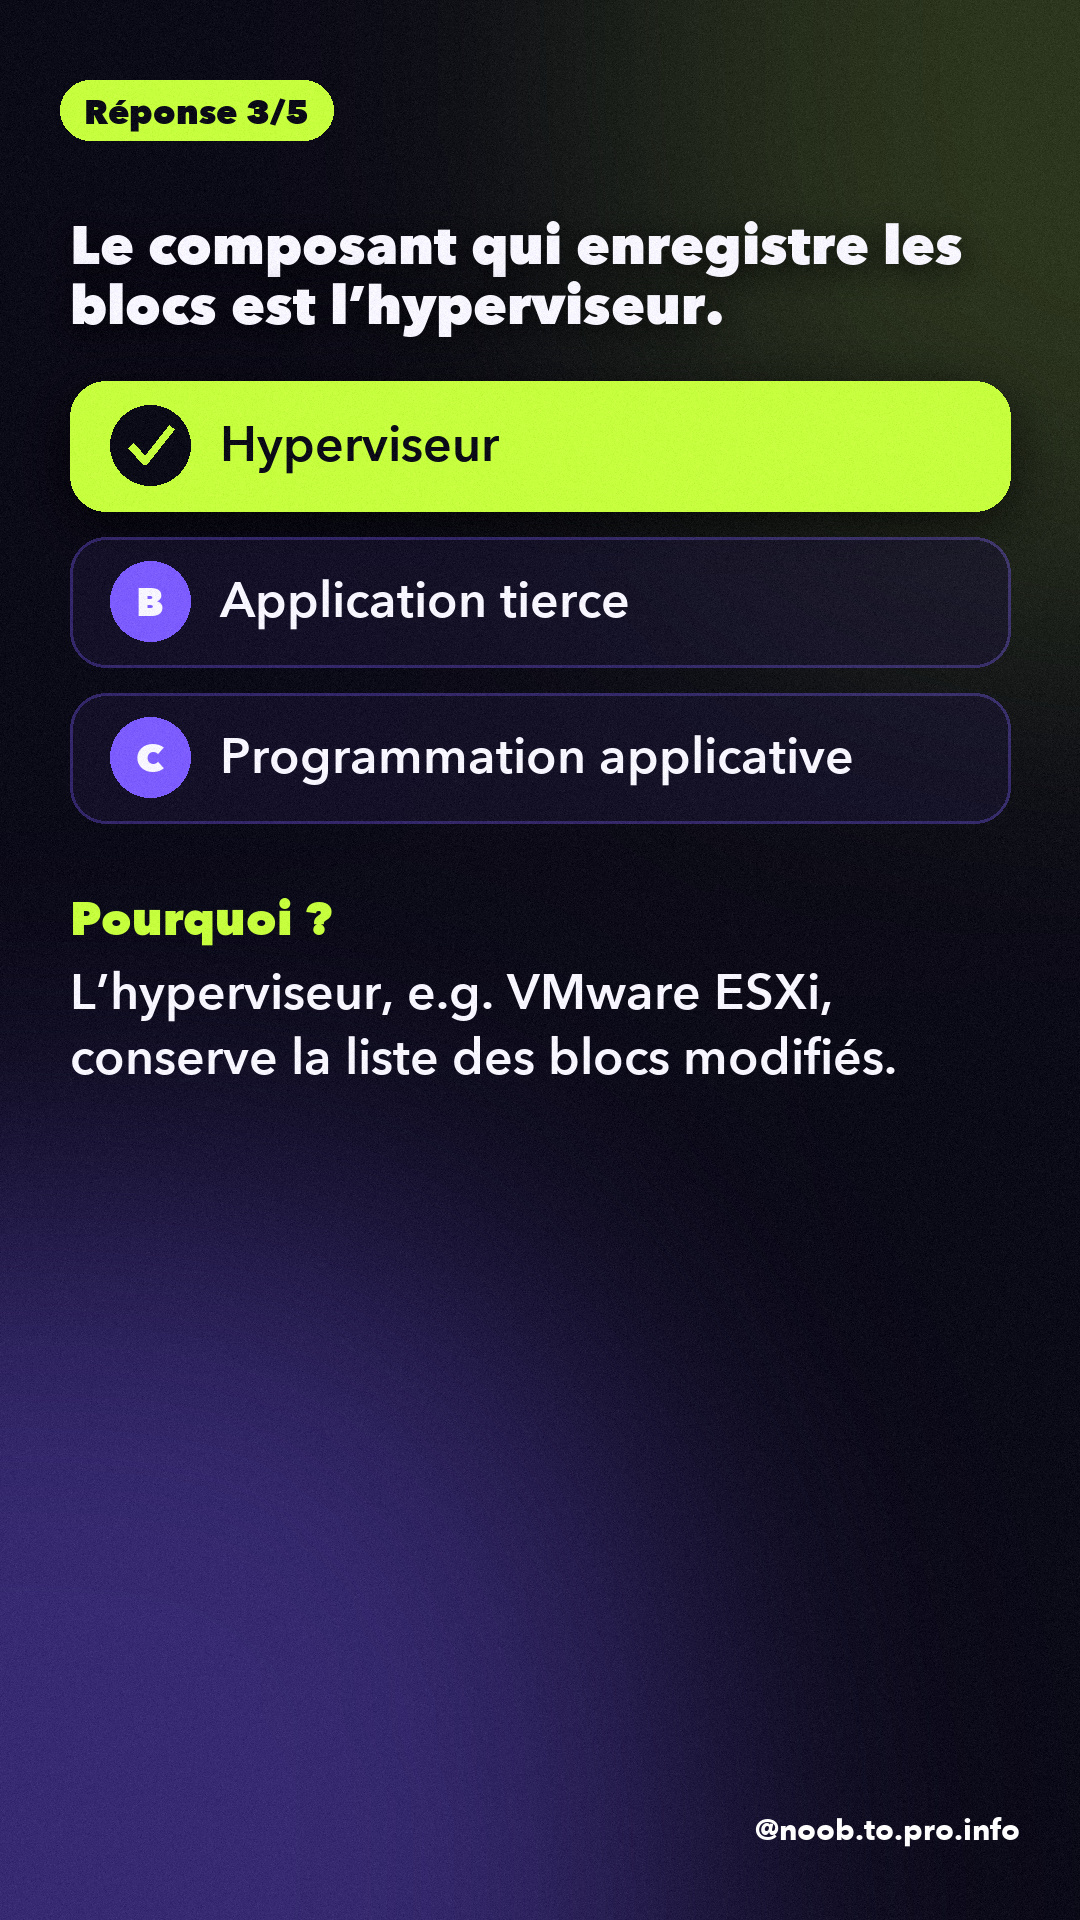 Réponse 3/5
Le composant qui enregistre les
blocs est l’hyperviseur.
Hyperviseur
B Application tierce
C Programmation applicative
Pourquoi ?
L’hyperviseur, e.g. VMware ESXi,
conserve la liste des blocs modifiés.
@noob.to.pro.info